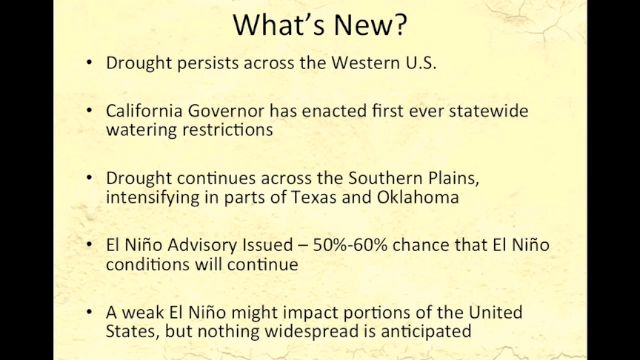 What's New?
• Drought persists across the Western U.S.
• California Governor has enacted first ever statewide
watering restrictions
• Drought continues across the Southern Plains,
intensifying in parts of Texas and Oklahoma
• El Niño Advisory Issued – 50%-60% chance that El Niño
conditions will continue
• A weak El Niño might impact portions of the United
States, but nothing widespread is anticipated